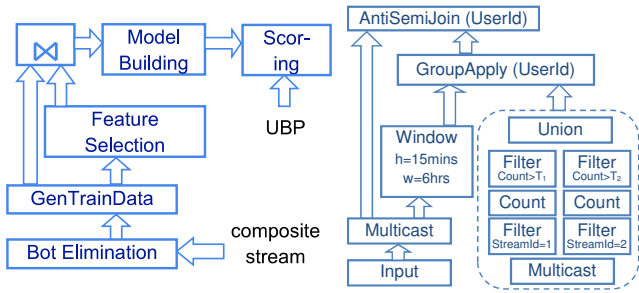 ⋈
Model
Building
Scor-
ing
UBP
Feature
Selection
GenTrainData
Bot Elimination
composite
stream
AntiSemiJoin (UserId)
GroupApply (UserId)
Window
h=15mins
w=6hrs
Multicast
Input
Union
Filter
Count>T₁
Filter
Count>T₂
Count
Count
Filter
StreamId=1
Filter
StreamId=2
Multicast